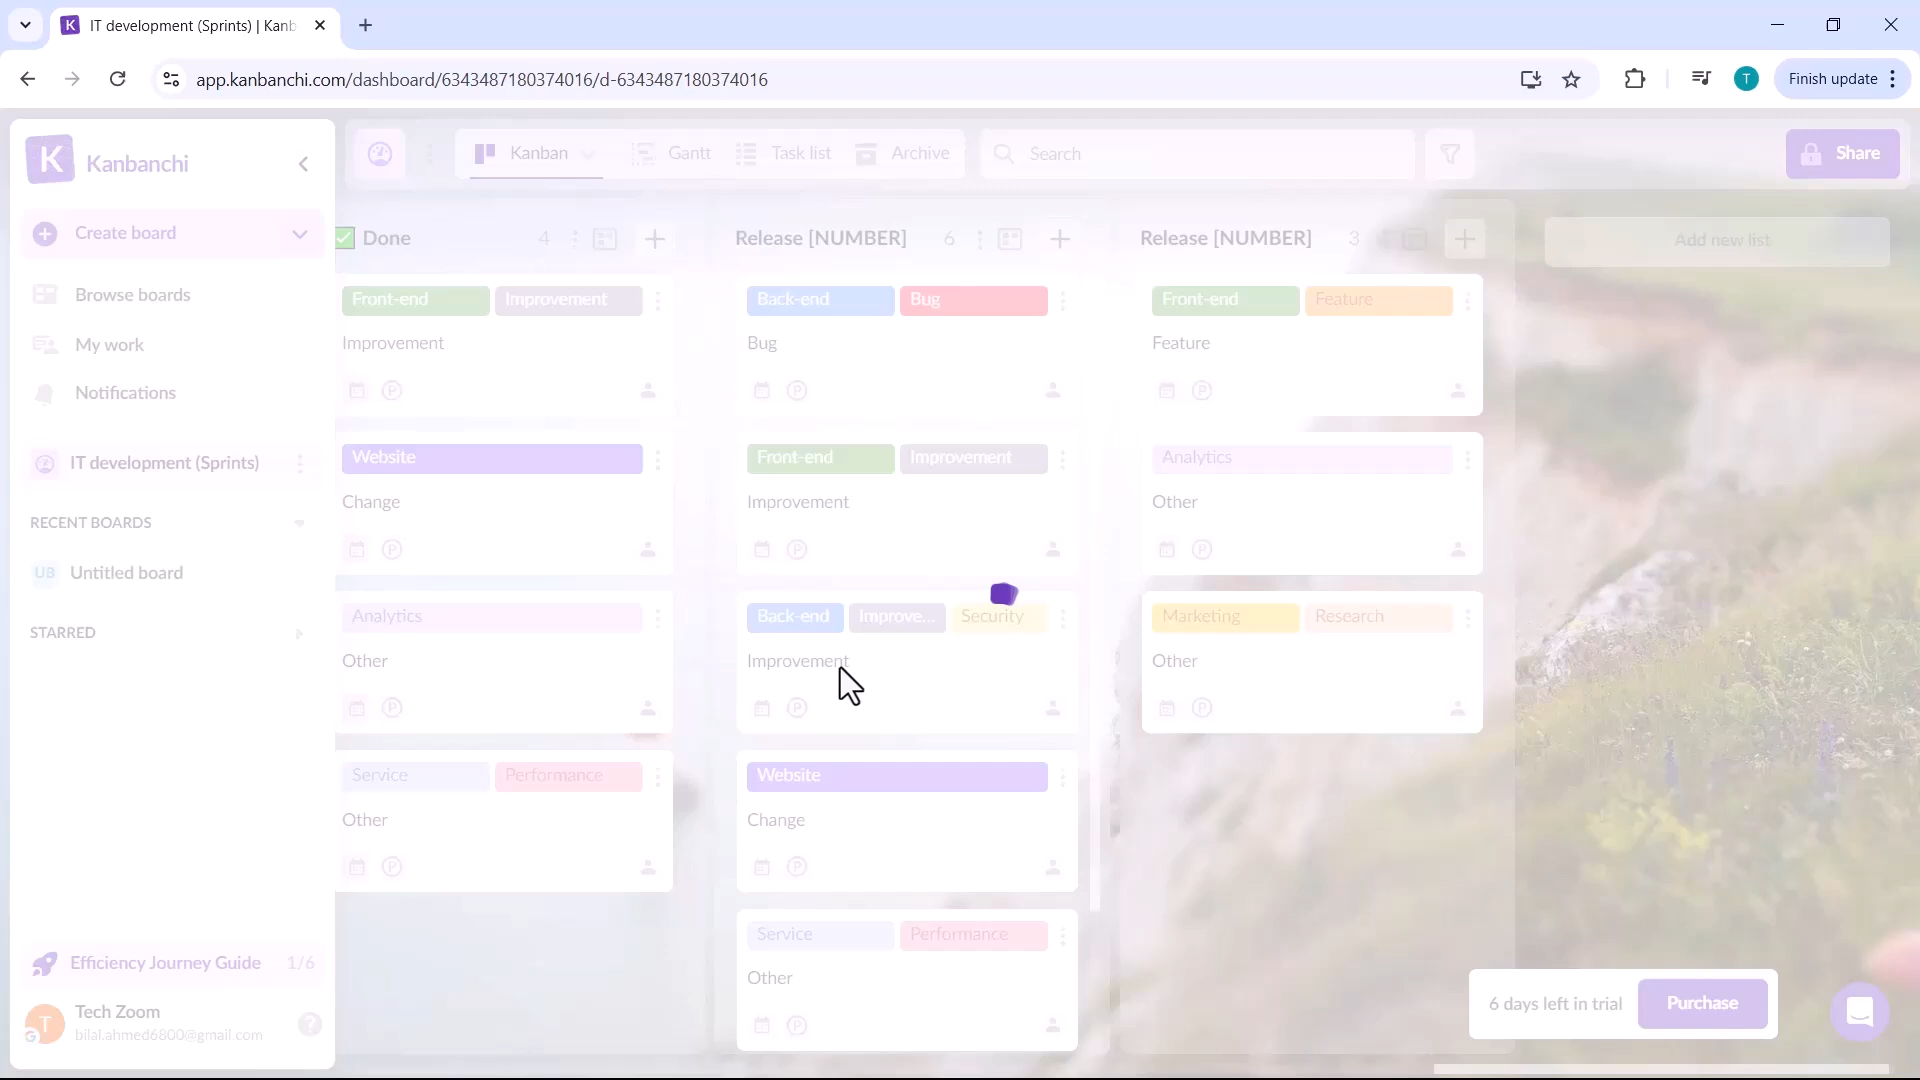 IT development (Sprints) | Kanb
app.kanbanchi.com/dashboard/6343487180374016/d-6343487180374016
T
Finish update
K
Kanbanchi
Kanban
Gantt
Task list
Archive
Search
Share
Create board
Browse boards
My work
Notifications
IT development (Sprints)
RECENT BOARDS
UB Untitled board
STARRED
Efficiency Journey Guide 1/6
T
G
Tech Zoom
bilal.ahmed6800@gmail.com
?
Done 4
Front-end Improvement
Improvement
P
Website
Change
P
Analytics
Other
P
Service Performance
Other
P
Release [NUMBER] 6
Back-end Bug
Bug
P
Front-end Improvement
Improvement
P
Back-end Improve... Security
Improvement
P
Website
Change
P
Service Performance
Other
P
Release [NUMBER] 3
Front-end Feature
Feature
P
Analytics
Other
P
Marketing Research
Other
P
Add new list
6 days left in trial
Purchase